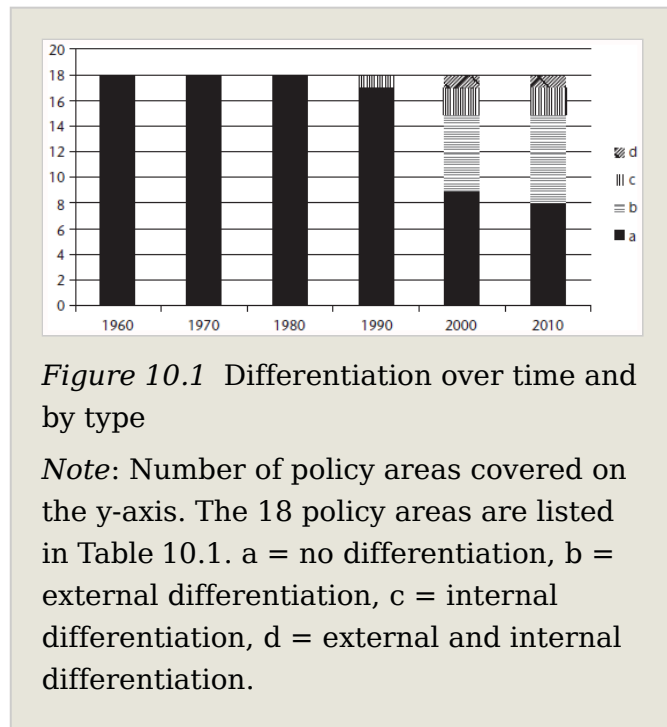 20
18
16
14
12
10
8
6
4
2
0
1960 1970 1980 1990 2000 2010
d
c
b
a
Figure 10.1 Differentiation over time and
by type
Note: Number of policy areas covered on
the y-axis. The 18 policy areas are listed
in Table 10.1. a = no differentiation, b =
external differentiation, c = internal
differentiation, d = external and internal
differentiation.